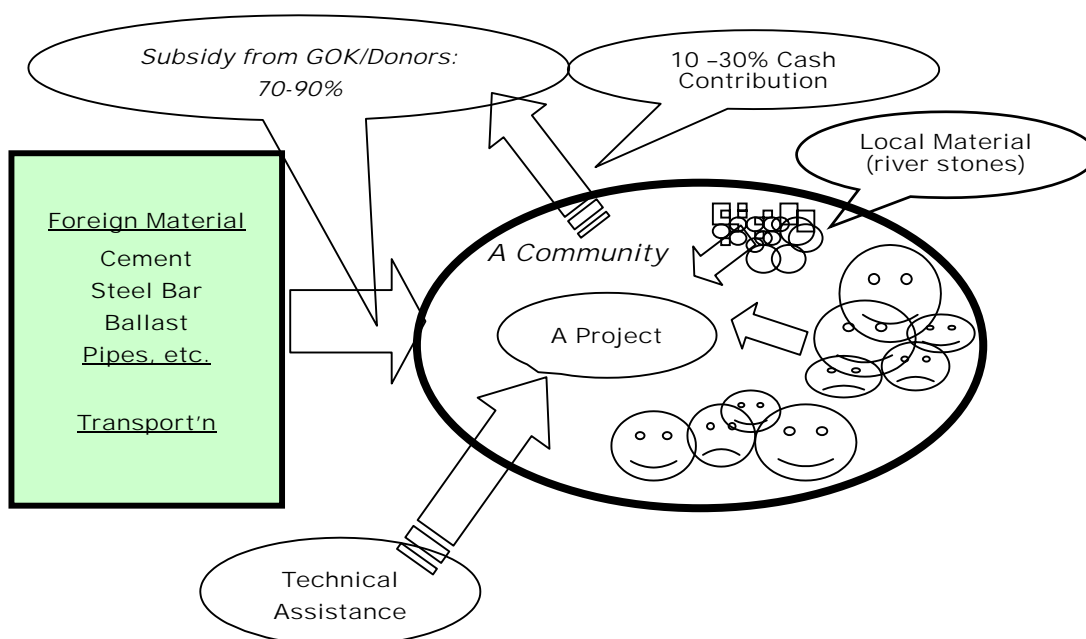 Subsidy from GOK/Donors:
70-90%
10 –30% Cash
Contribution
Local Material
(river stones)
Foreign Material
Cement
Steel Bar
Ballast
Pipes, etc.
Transport'n
A Community
A Project
Technical
Assistance